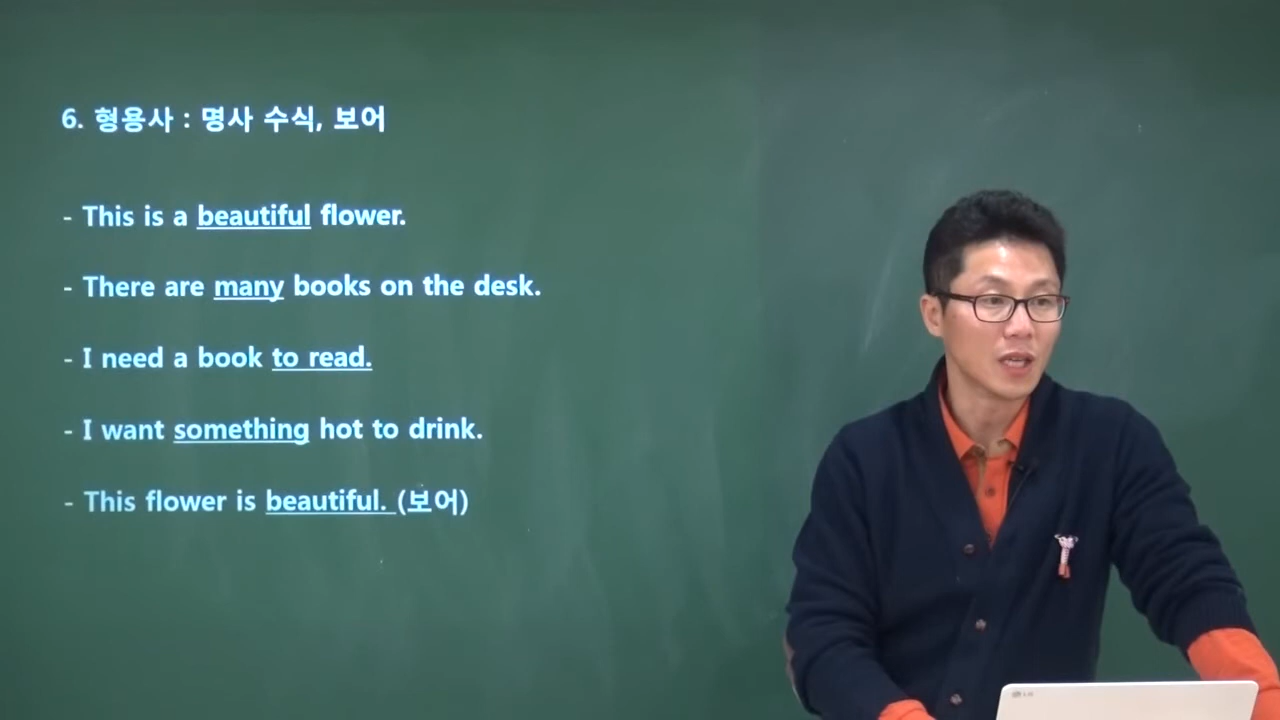 6. 형용사 : 명사 수식, 보어
- This is a beautiful flower.
- There are many books on the desk.
- I need a book to read.
- I want something hot to drink.
- This flower is beautiful. (보어)
LG